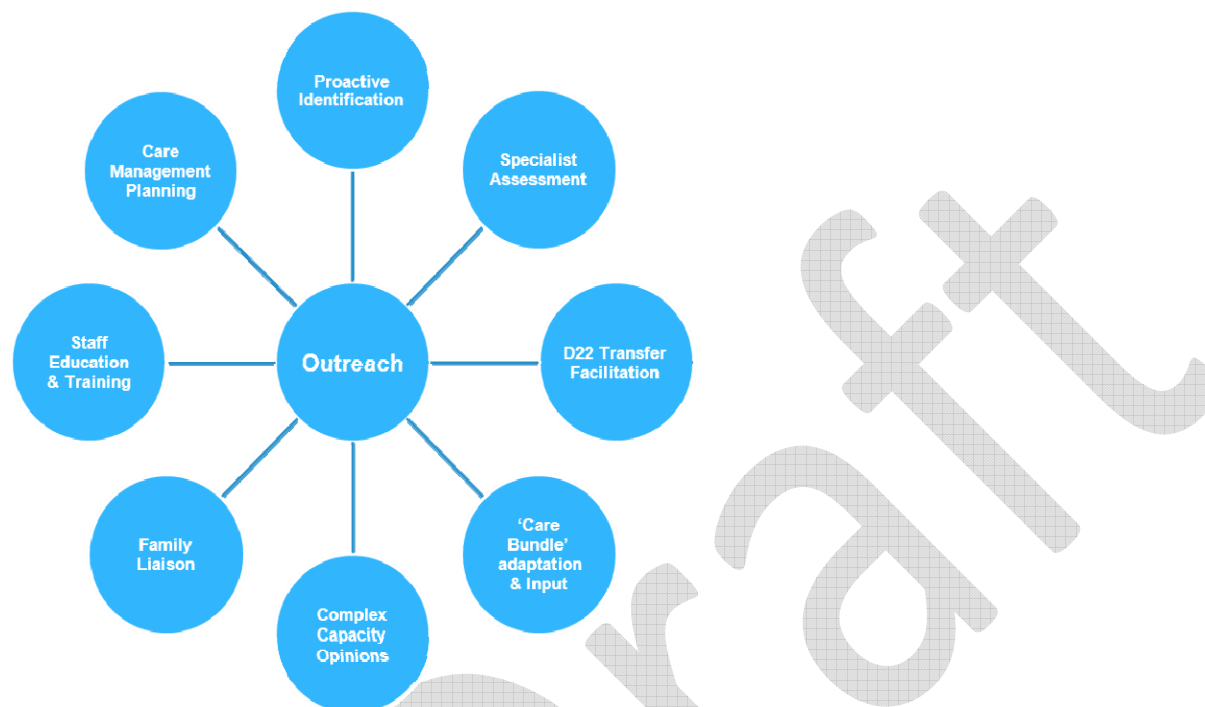 Proactive
Identification
Specialist
Assessment
D22 Transfer
Facilitation
‘Care
Bundle’
adaptation
& Input
Complex
Capacity
Opinions
Family
Liaison
Staff
Education
& Training
Care
Management
Planning
Outreach
Draft